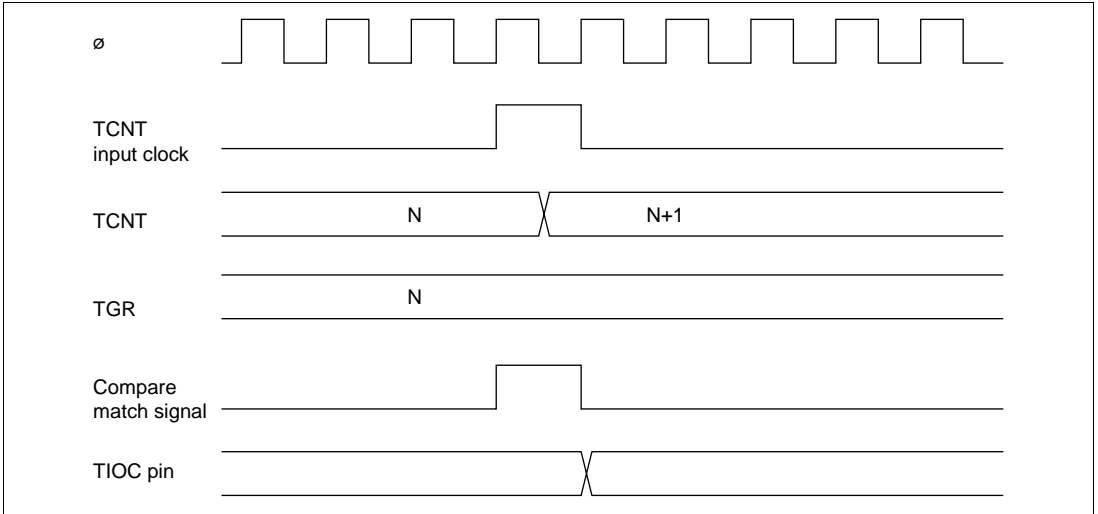 ø
TCNT
input clock
TCNT
N
N+1
TGR
N
Compare
match signal
TIOC pin